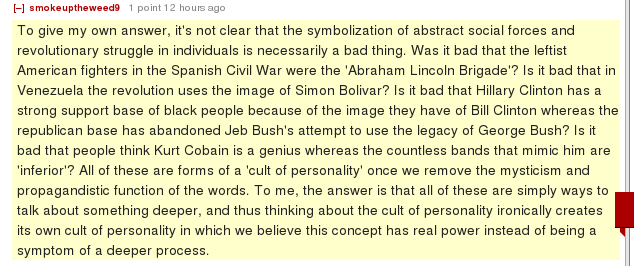 [–] smokeuptheweed9 1 point 12 hours ago
To give my own answer, it's not clear that the symbolization of abstract social forces and
revolutionary struggle in individuals is necessarily a bad thing. Was it bad that the leftist
American fighters in the Spanish Civil War were the 'Abraham Lincoln Brigade'? Is it bad that in
Venezuela the revolution uses the image of Simon Bolivar? Is it bad that Hillary Clinton has a
strong support base of black people because of the image they have of Bill Clinton whereas the
republican base has abandoned Jeb Bush's attempt to use the legacy of George Bush? Is it
bad that people think Kurt Cobain is a genius whereas the countless bands that mimic him are
'inferior'? All of these are forms of a 'cult of personality' once we remove the mysticism and
propagandistic function of the words. To me, the answer is that all of these are simply ways to
talk about something deeper, and thus thinking about the cult of personality ironically creates
its own cult of personality in which we believe this concept has real power instead of being a
symptom of a deeper process.